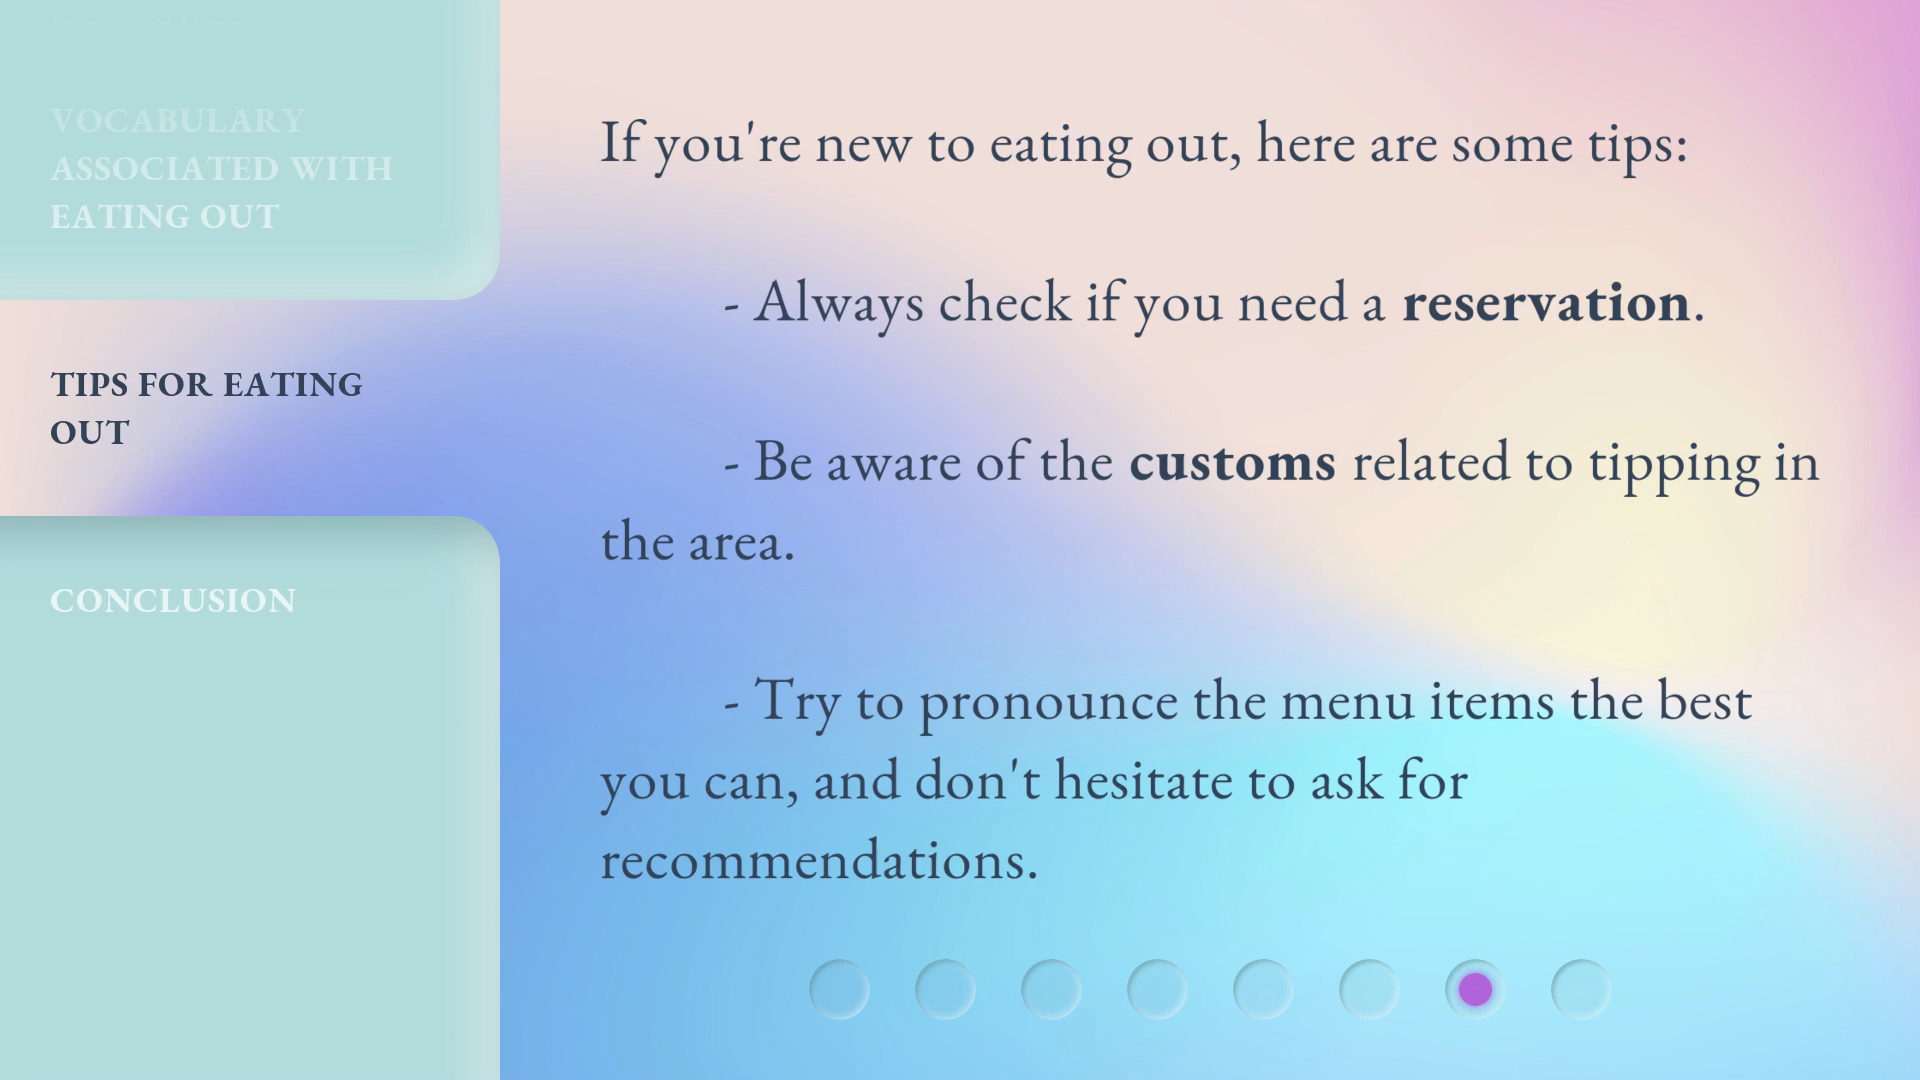 VOCABULARY
ASSOCIATED WITH
EATING OUT
TIPS FOR EATING
OUT
CONCLUSION
If you're new to eating out, here are some tips:
- Always check if you need a reservation.
- Be aware of the customs related to tipping in
the area.
- Try to pronounce the menu items the best
you can, and don't hesitate to ask for
recommendations.